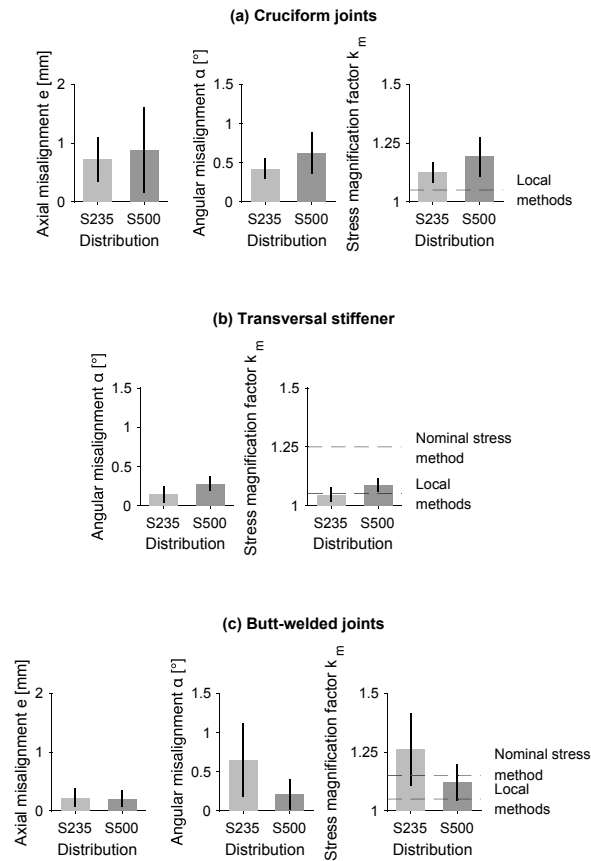 (a) Cruciform joints
Axial misalignment e [mm]
2
1
0
S235 S500
Distribution
Angular misalignment α [°]
1.5
1
0.5
0
S235 S500
Distribution
Stress magnification factor k m
1.5
1.25
1
S235 S500
Distribution
Local
methods
(b) Transversal stiffener
Angular misalignment α [°]
1.5
1
0.5
0
S235 S500
Distribution
Stress magnification factor k m
1.5
1.25
1
S235 S500
Distribution
Nominal stress
method
Local
methods
(c) Butt-welded joints
Axial misalignment e [mm]
2
1
0
S235 S500
Distribution
Angular misalignment α [°]
1.5
1
0.5
0
S235 S500
Distribution
Stress magnification factor k m
1.5
1.25
1
S235 S500
Distribution
Nominal stress
method
Local
methods